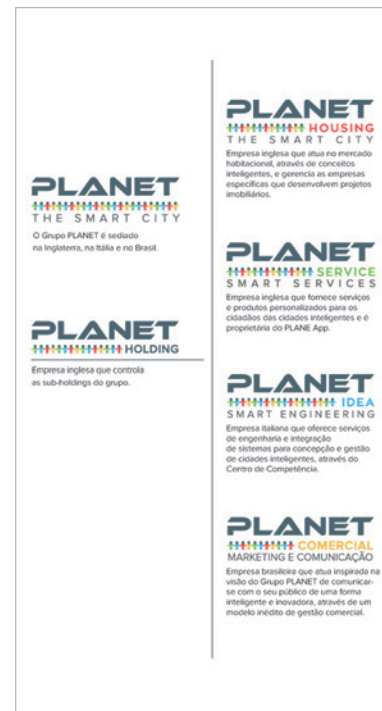 PLANET
THE SMART CITY
O Grupo PLANET é sediado
na Inglaterra, na Itália e no Brasil.
PLANET
HOLDING
Empresa inglesa que controla
as sub-holdings do grupo.
PLANET
HOUSING
THE SMART CITY
Empresa inglesa que atua no mercado
habitacional, através de conceitos
inteligentes, e gerencia as empresas
específicas que desenvolvem projetos
imobiliários.
PLANET
SERVICE
SMART SERVICES
Empresa inglesa que fornece serviços
e produtos personalizados para os
cidadãos das cidades inteligentes e é
proprietária do PLANE App.
PLANET
IDEA
SMART ENGINEERING
Empresa italiana que oferece serviços
de engenharia e integração
de sistemas para concepção e gestão
de cidades inteligentes, através do
Centro de Competência.
PLANET
COMERCIAL
MARKETING E COMUNICAÇÃO
Empresa brasileira que atua inspirada na
visão do Grupo PLANET de comunicar-
se com o seu público de uma forma
inteligente e inovadora, através de um
modelo inédito de gestão comercial.